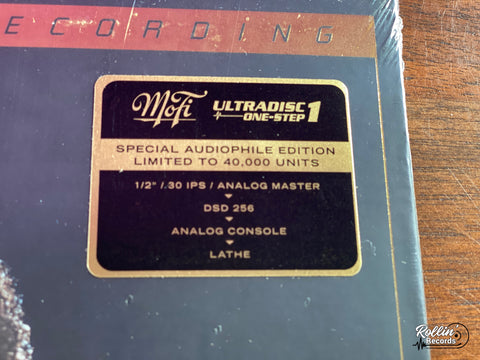 ECORDING
MoFi
ULTRADISC
ONE-STEP 1
SPECIAL AUDIOPHILE EDITION
LIMITED TO 40,000 UNITS
1/2" /.30 IPS / ANALOG MASTER
DSD 256
ANALOG CONSOLE
LATHE
Rollin'
Records